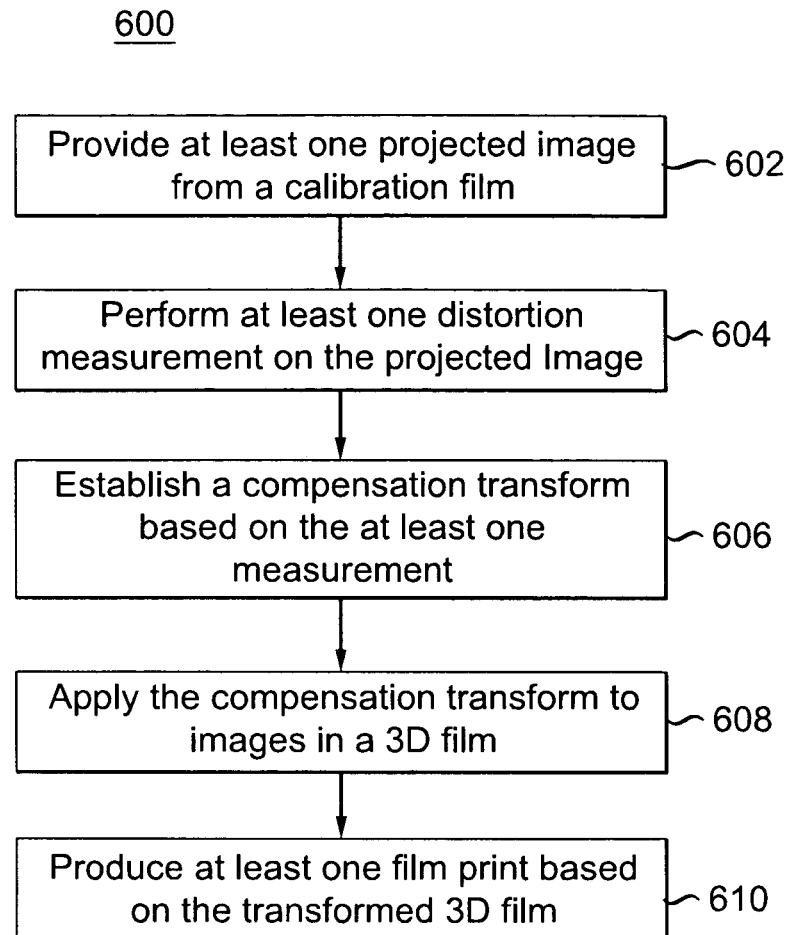 600
Provide at least one projected image
from a calibration film
602
Perform at least one distortion
measurement on the projected Image
604
Establish a compensation transform
based on the at least one
measurement
606
Apply the compensation transform to
images in a 3D film
608
Produce at least one film print based
on the transformed 3D film
610